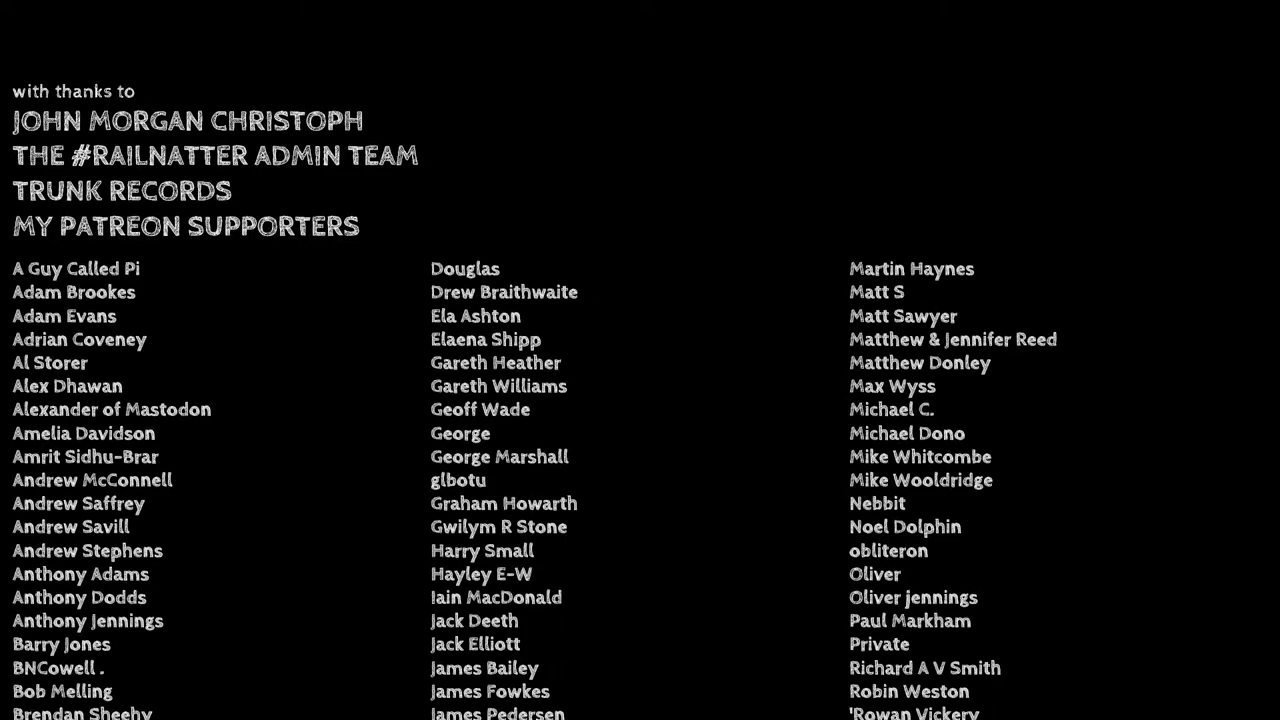 with thanks to
JOHN MORGAN CHRISTOPH
THE #RAILNATTER ADMIN TEAM
TRUNK RECORDS
MY PATREON SUPPORTERS
A Guy Called Pi
Adam Brookes
Adam Evans
Adrian Coveney
Al Storer
Alex Dhawan
Alexander of Mastodon
Amelia Davidson
Amrit Sidhu-Brar
Andrew McConnell
Andrew Saffrey
Andrew Savill
Andrew Stephens
Anthony Adams
Anthony Dodds
Anthony Jennings
Barry Jones
BNCowell .
Bob Melling
Brendan Sheehy
Douglas
Drew Braithwaite
Ela Ashton
Elaena Shipp
Gareth Heather
Gareth Williams
Geoff Wade
George
George Marshall
glbotu
Graham Howarth
Gwilym R Stone
Harry Small
Hayley E-W
Iain MacDonald
Jack Deeth
Jack Elliott
James Bailey
James Fowkes
James Pedersen
Martin Haynes
Matt S
Matt Sawyer
Matthew & Jennifer Reed
Matthew Donley
Max Wyss
Michael C.
Michael Dono
Mike Whitcombe
Mike Wooldridge
Nebbit
Noel Dolphin
obliteron
Oliver
Oliver jennings
Paul Markham
Private
Richard A V Smith
Robin Weston
'Rowan Vickery